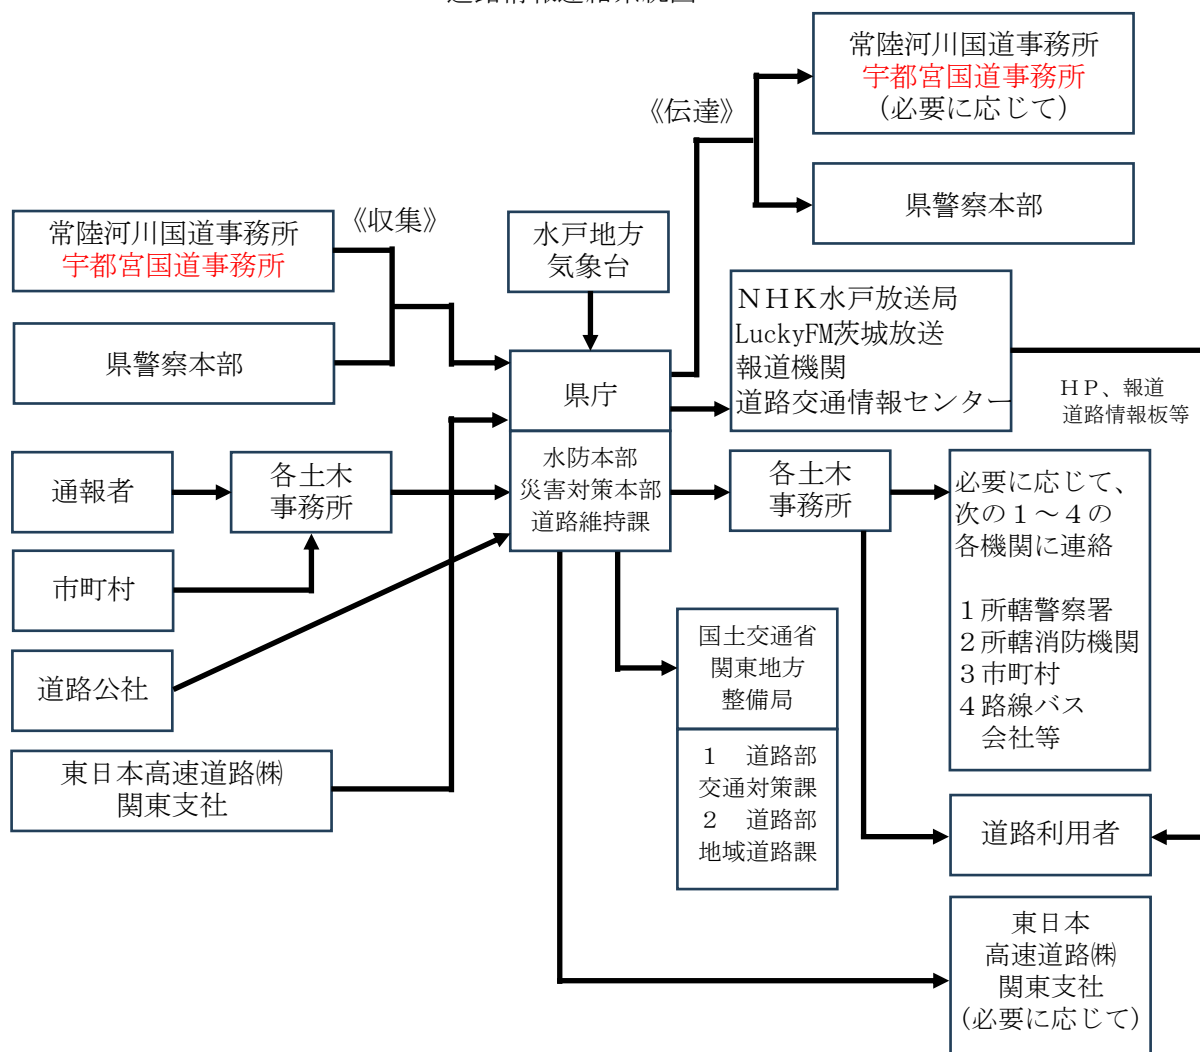 道路情報連絡系統図
常陸河川国道事務所
宇都宮国道事務所
(必要に応じて)
《伝達》
県警察本部
《収集》
常陸河川国道事務所
宇都宮国道事務所
水戸地方
気象台
県警察本部
ＮＨＫ水戸放送局
LuckyFM茨城放送
報道機関
道路交通情報センター
ＨＰ、報道
道路情報板等
県庁
水防本部
災害対策本部
道路維持課
通報者
各土木
事務所
各土木
事務所
必要に応じて、
次の１～４の
各機関に連絡
１所轄警察署
２所轄消防機関
３市町村
４路線バス
会社等
市町村
道路公社
国土交通省
関東地方
整備局
１　道路部
交通対策課
２　道路部
地域道路課
東日本高速道路㈱
関東支社
道路利用者
東日本
高速道路㈱
関東支社
(必要に応じて)